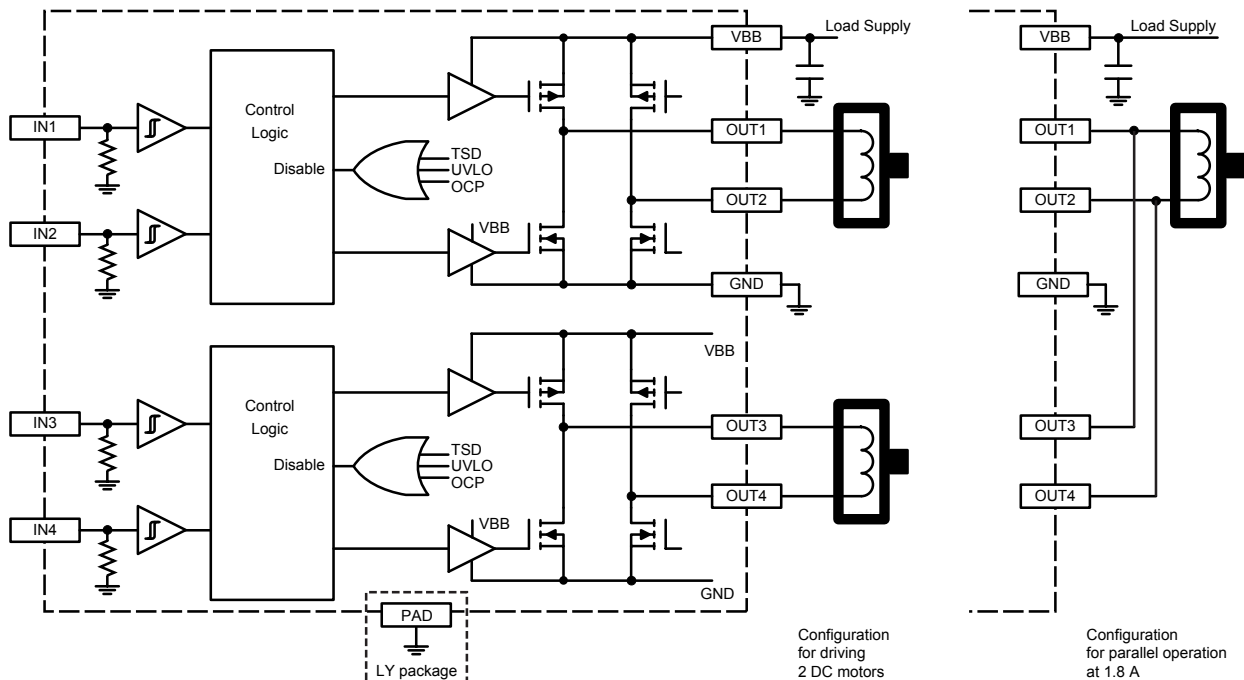 VBB
Load Supply
IN1
Control
Logic
Disable
TSD
UVLO
OCP
OUT1
IN2
VBB
OUT2
GND
VBB
IN3
Control
Logic
Disable
TSD
UVLO
OCP
OUT3
IN4
VBB
OUT4
GND
PAD
LY package
Configuration
for driving
2 DC motors
VBB
Load Supply
OUT1
OUT2
GND
OUT3
OUT4
Configuration
for parallel operation
at 1.8 A